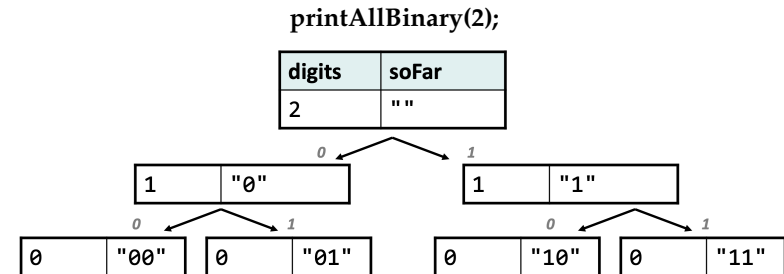 printAllBinary(2);
digits soFar
2 ""
0 1
1 "0" 1 "1"
0 1 0 1
0 "00" 0 "01" 0 "10" 0 "11"